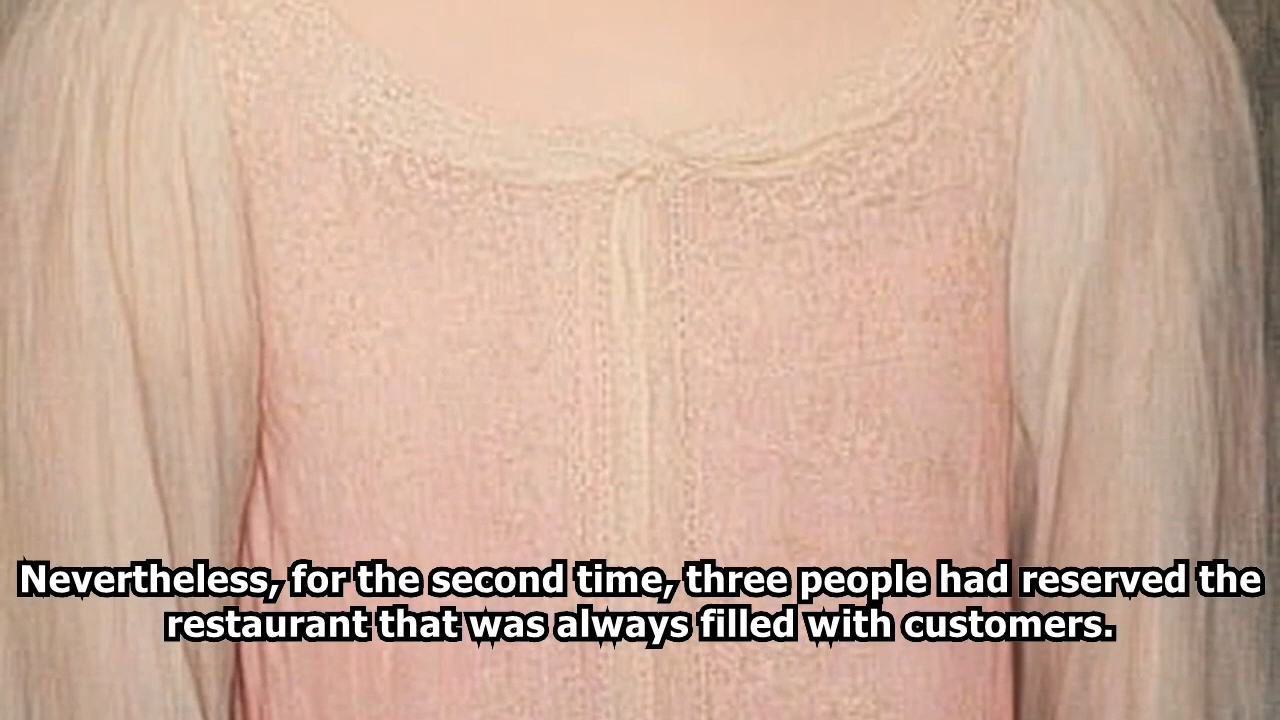 Nevertheless, for the second time, three people had reserved the
restaurant that was always filled with customers.